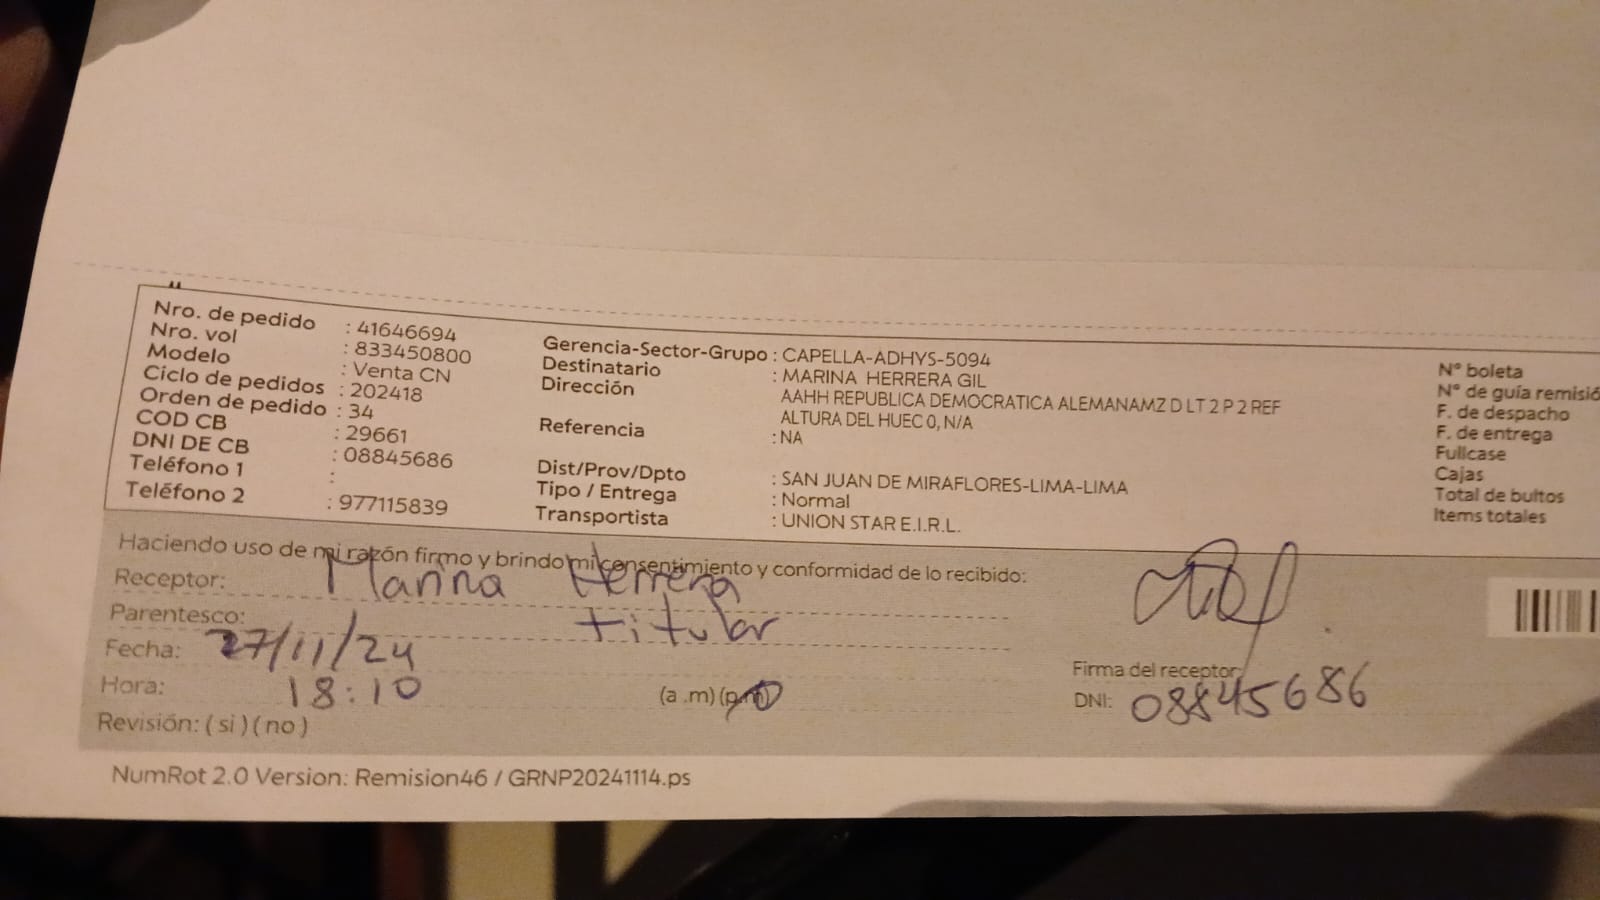 Nro. de pedido : 41646694
Nro. vol : 833450800
Modelo : Venta CN
Ciclo de pedidos : 202418
Orden de pedido : 34
COD CB : 29661
DNI DE CB : 08845686
Teléfono 1 :
Teléfono 2 : 977115839
Gerencia-Sector-Grupo : CAPELLA-ADHYS-5094
Destinatario : MARINA HERRERA GIL
Dirección AAHH REPUBLICA DEMOCRATICA ALEMANAMZ D LT 2 P 2 REF
ALTURA DEL HUEC 0, N/A
Referencia : NA
Dist/Prov/Dpto : SAN JUAN DE MIRAFLORES-LIMA-LIMA
Tipo / Entrega : Normal
Transportista : UNION STAR E.I.R.L.
N° boleta
N° de guía remisió
F. de despacho
F. de entrega
Fullcase
Cajas
Total de bultos
Items totales
Haciendo uso de mi razón firmo y brindo mi consentimiento y conformidad de lo recibido:
Receptor: Marina Herrera
Parentesco: titular
Fecha: 27/11/24
Hora: 18:10 (a .m) (p.m)
Revisión: ( si ) ( no )
Firma del receptor
DNI: 08845686
NumRot 2.0 Version: Remision46 / GRNP20241114.ps